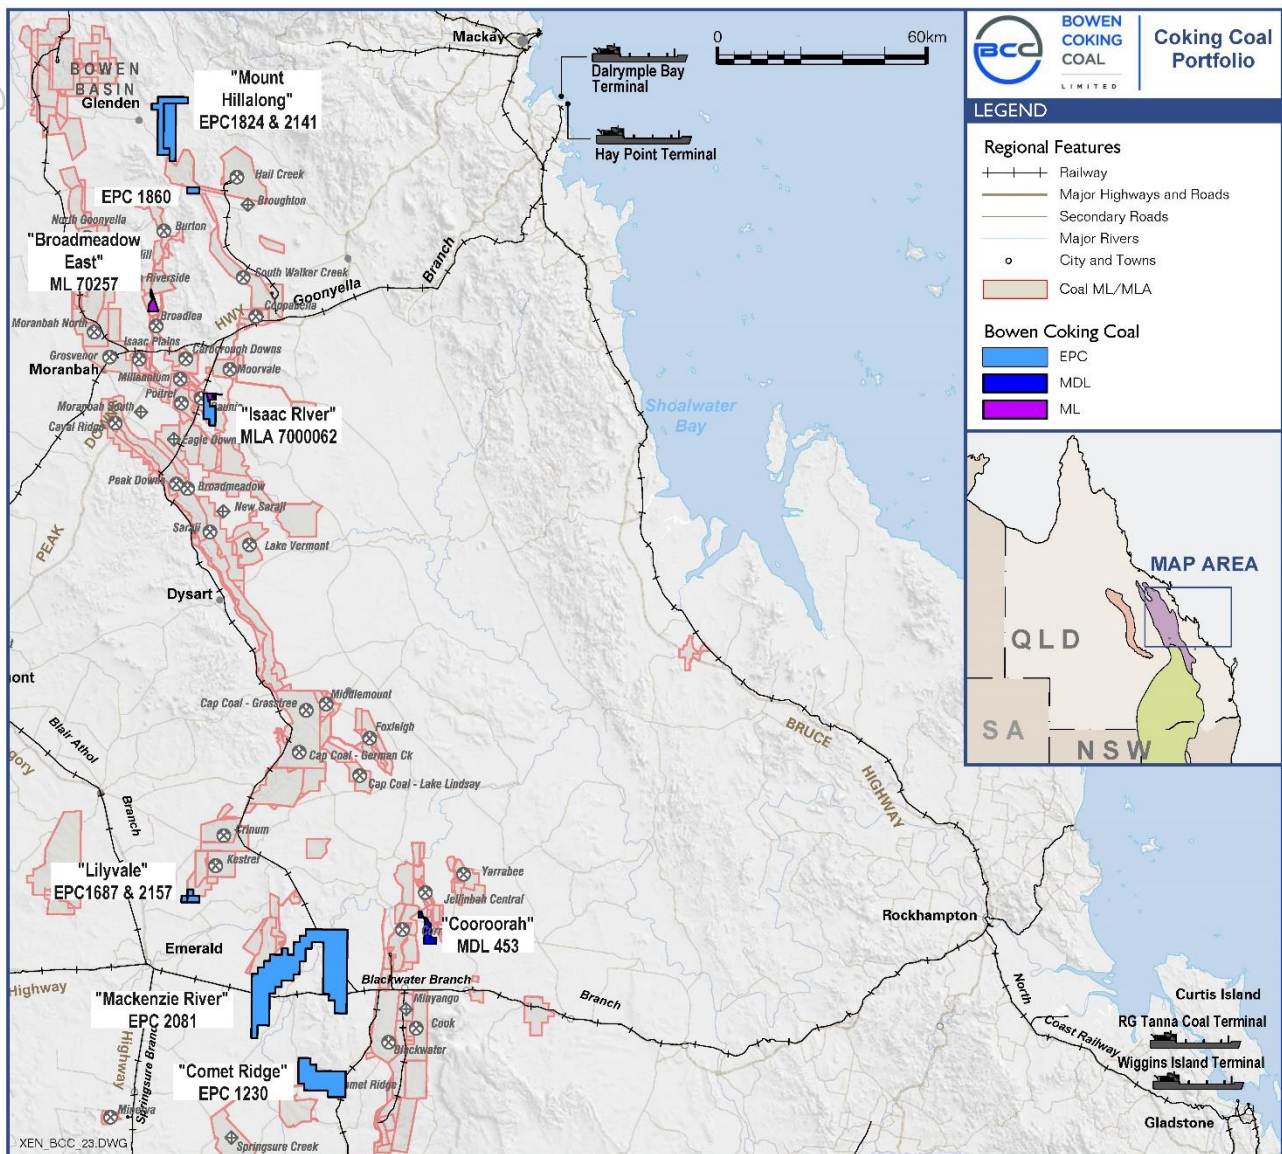 BOWEN
BASIN
Glenden
"Mount
Hillalong"
EPC1824 & 2141
Mackay
Dalrymple Bay
Terminal
Hay Point Terminal
0
60km
BCC
BOWEN
COKING
COAL
LIMITED
Coking Coal
Portfolio
LEGEND
Regional Features
Railway
Major Highways and Roads
Secondary Roads
Major Rivers
City and Towns
Coal ML/MLA
Bowen Coking Coal
EPC
MDL
ML
MAP AREA
QLD
SA
NSW
EPC 1860
Hail Creek
Broughton
North Goonyella
Burton
"Broadmeadow
East"
ML 70257
Riverside
South Walker Creek
Goonyella
Branch
Coppabella
HWY
Broadlea
Moranbah North
Isaac Plains
Carborough Downs
Grosvenor
Moranbah
Millennium
Moorvale
Poitrel
Moranbah South
"Isaac River"
MLA 7000062
Caval Ridge
DOWNS
Eagle Down
Peak Downs
Broadmeadow
New Saraji
Saraji
Lake Vermont
PEAK
Dysart
Shoalwater
Bay
ont
Middlemount
Cap Coal - Grasstree
Foxleigh
Cap Coal - German Ck
Cap Coal - Lake Lindsay
Blair Athol
Branch
gory
BRUCE
HIGHWAY
Crinum
Kestrel
"Lilyvale"
EPC1687 & 2157
Yarrabee
Jellinbah Central
"Cooroorah"
MDL 453
Rockhampton
Emerald
Highway
"Mackenzie River"
EPC 2081
Blackwater Branch
Branch
Minyango
Cook
Blackwater
"Comet Ridge"
EPC 1230
omet Ridge
Highway
Springsure Branch
Minerva
Springsure Creek
North
Coast Railway
Curtis Island
RG Tanna Coal Terminal
Wiggins Island Terminal
Gladstone
XEN_BCC_23.DWG